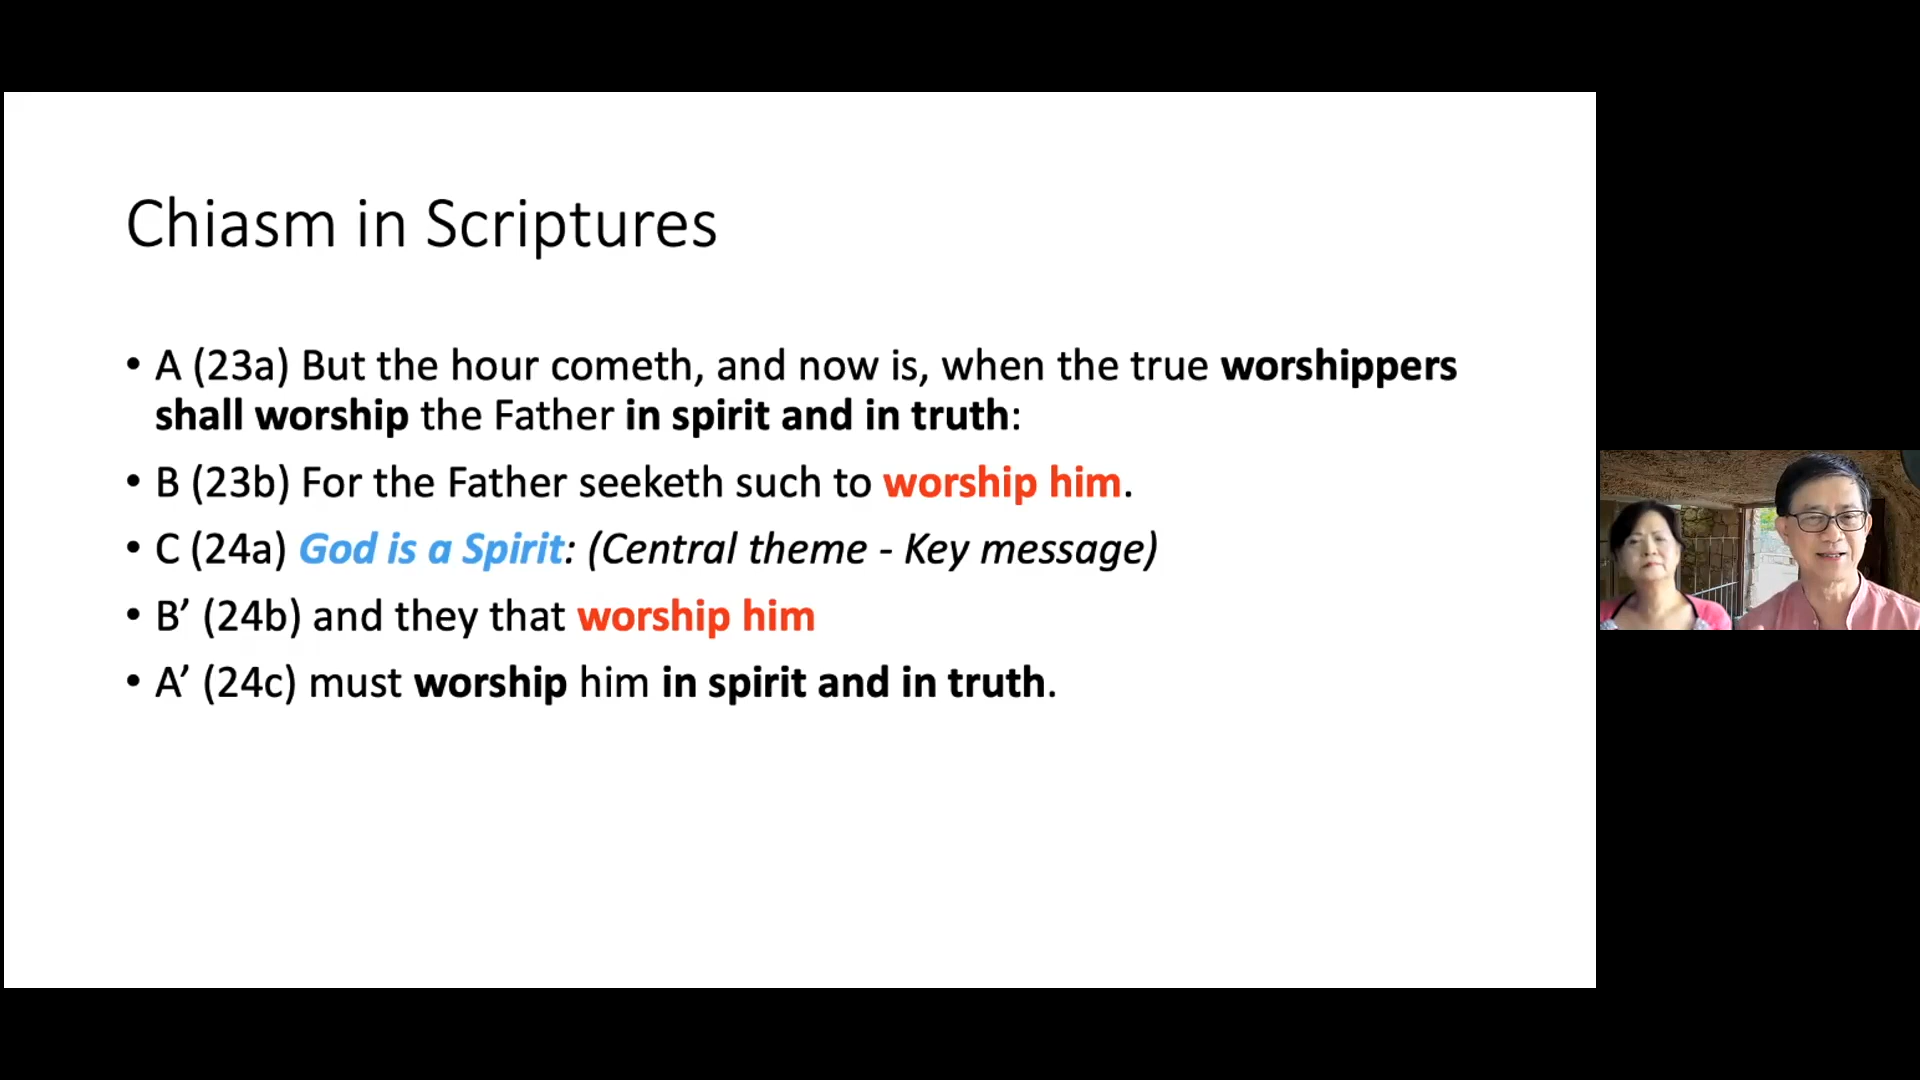 Chiasm in Scriptures
• A (23a) But the hour cometh, and now is, when the true worshippers
shall worship the Father in spirit and in truth:
• B (23b) For the Father seeketh such to worship him.
• C (24a) God is a Spirit: (Central theme - Key message)
• B’ (24b) and they that worship him
• A’ (24c) must worship him in spirit and in truth.